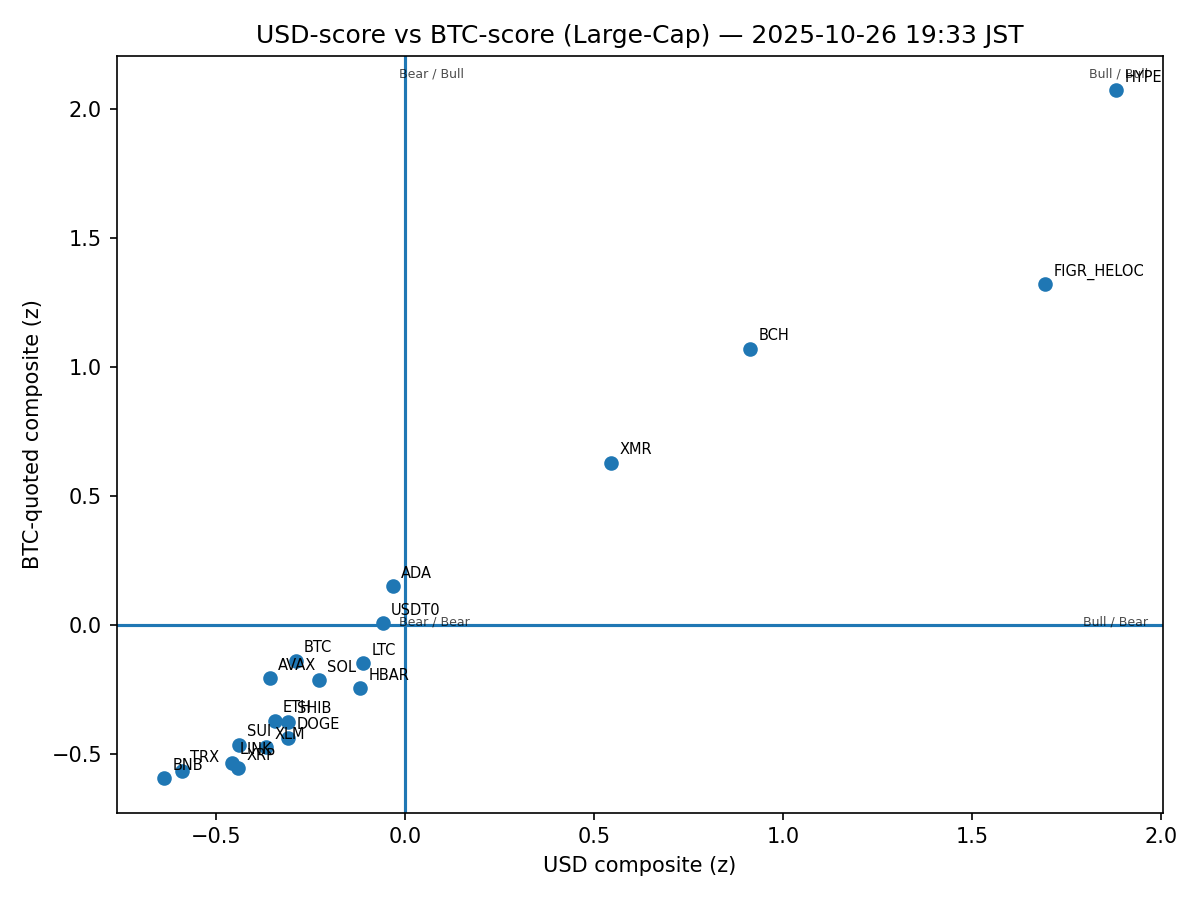 USD-score vs BTC-score (Large-Cap) — 2025-10-26 19:33 JST
Bear / Bull
Bull / Bull
HYPE
2.0
1.5
FIGR_HELOC
BCH
1.0
XMR
0.5
ADA
USDT0
Bear / Bear
Bull / Bear
0.0
BTC
LTC
AVAX
SOL
HBAR
ETH
SHIB
DOGE
SUI
XLM
LINK
XRP
TRX
BNB
−0.5
−0.5
0.0
0.5
1.0
1.5
2.0
USD composite (z)
BTC-quoted composite (z)